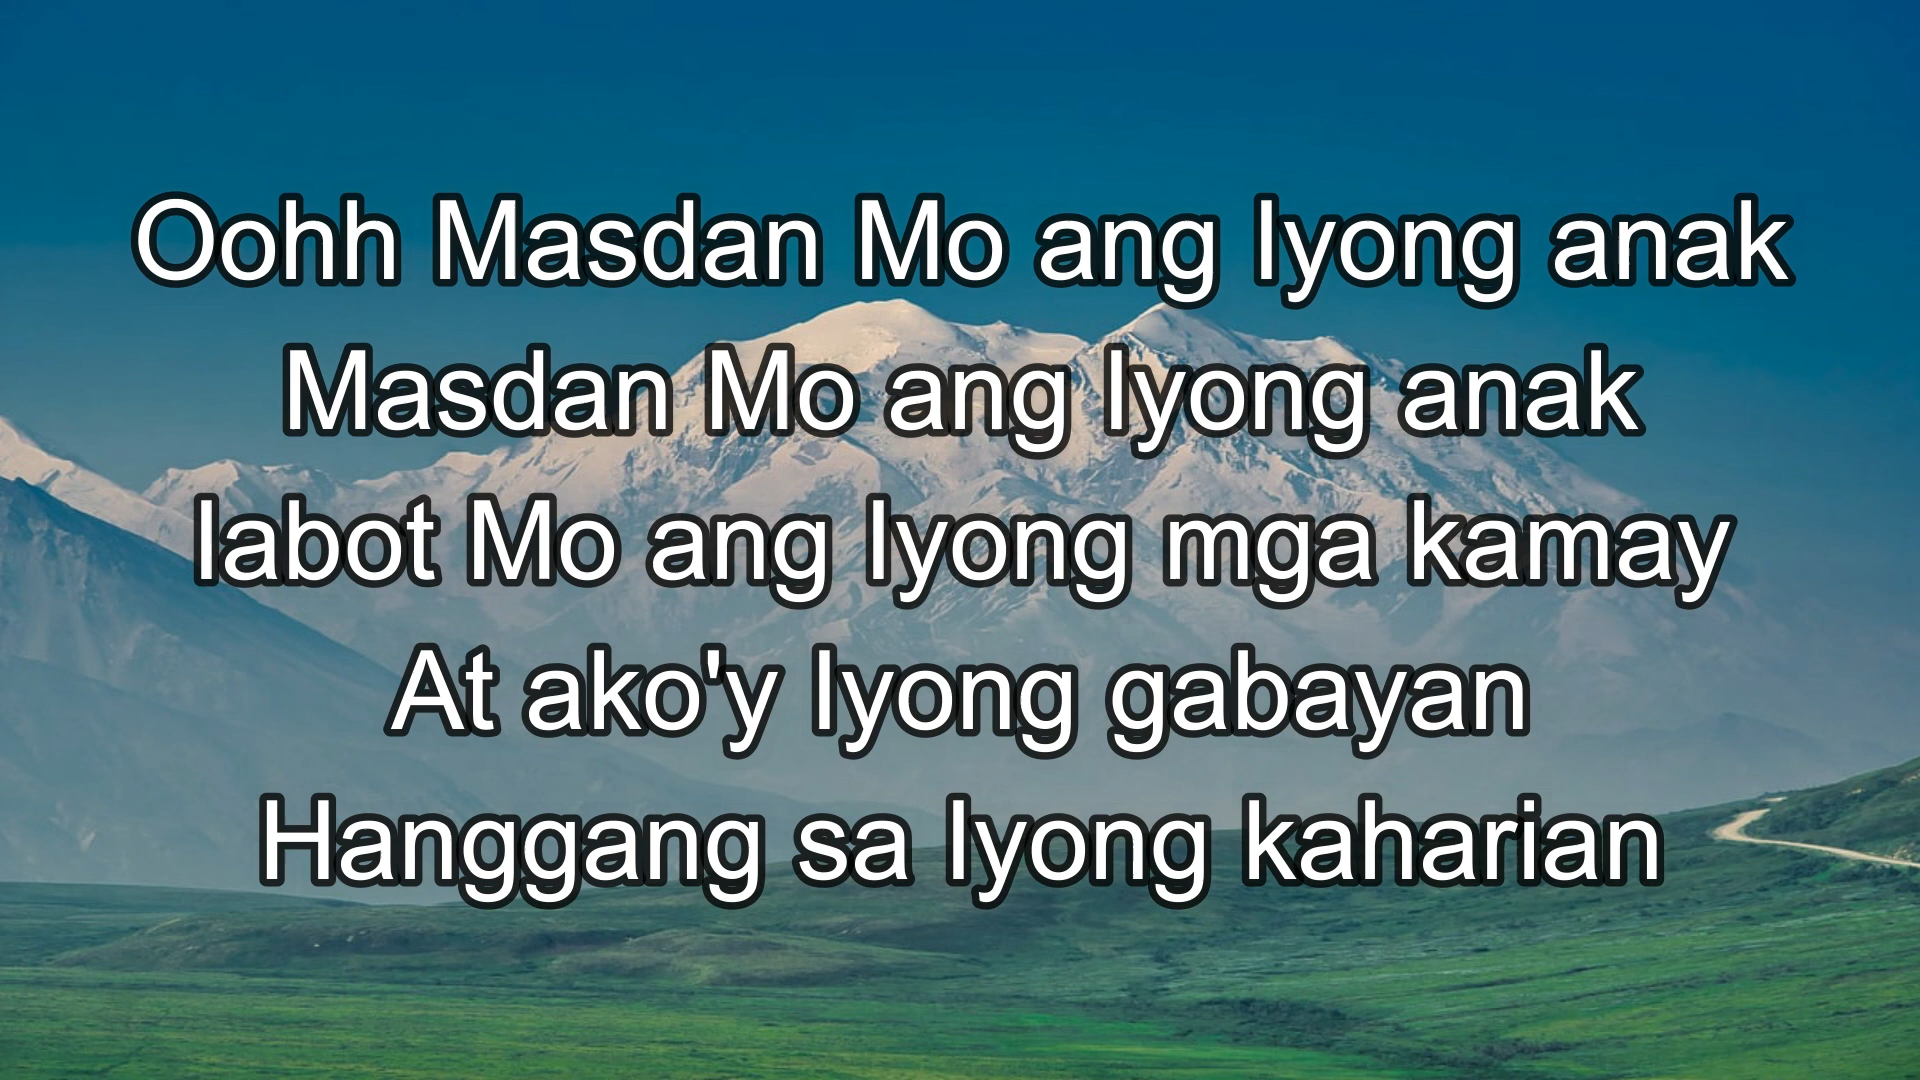 Oohh Masdan Mo ang Iyong anak
Masdan Mo ang Iyong anak
Iabot Mo ang Iyong mga kamay
At ako'y Iyong gabayan
Hanggang sa Iyong kaharian